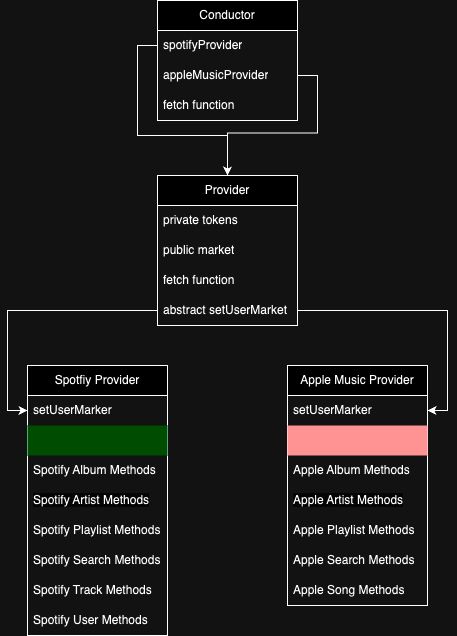 Conductor
spotifyProvider
appleMusicProvider
fetch function
Provider
private tokens
public market
fetch function
abstract setUserMarket
Spotfiy Provider
setUserMarker
Spotify Album Methods
Spotify Artist Methods
Spotify Playlist Methods
Spotify Search Methods
Spotify Track Methods
Spotify User Methods
Apple Music Provider
setUserMarker
Apple Album Methods
Apple Artist Methods
Apple Playlist Methods
Apple Search Methods
Apple Song Methods